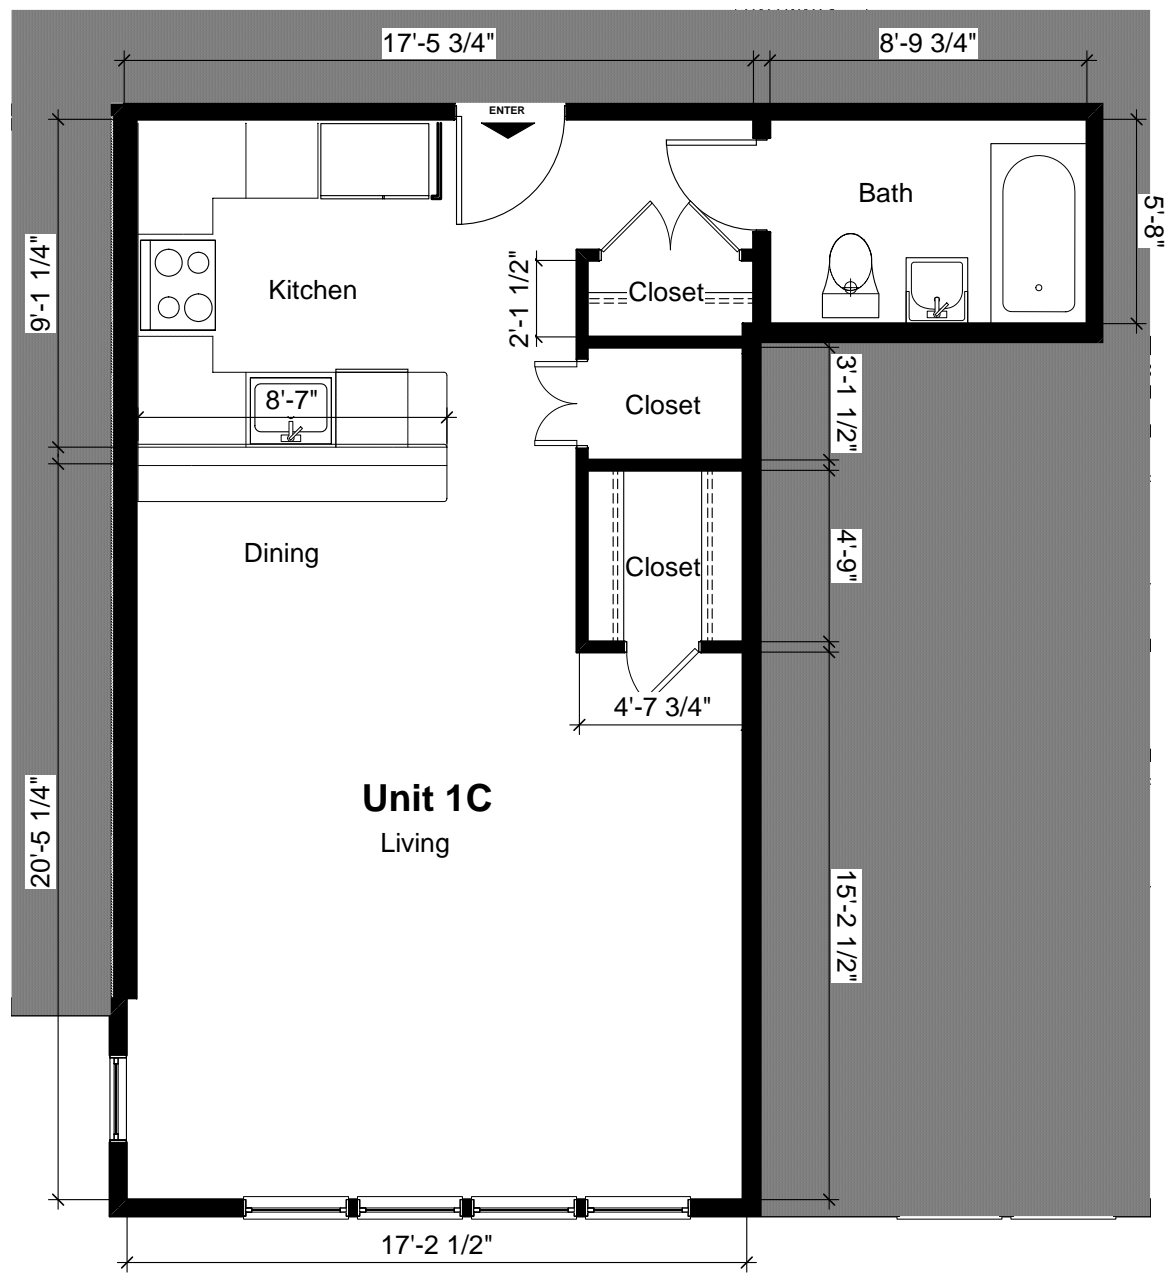 17'-5 3/4"
8'-9 3/4"
ENTER
Bath
5'-8"
9'-1 1/4"
Kitchen
2'-1 1/2"
Closet
3'-1 1/2"
8'-7"
Closet
Dining
4'-9"
Closet
4'-7 3/4"
Unit 1C
Living
20'-5 1/4"
15'-2 1/2"
17'-2 1/2"